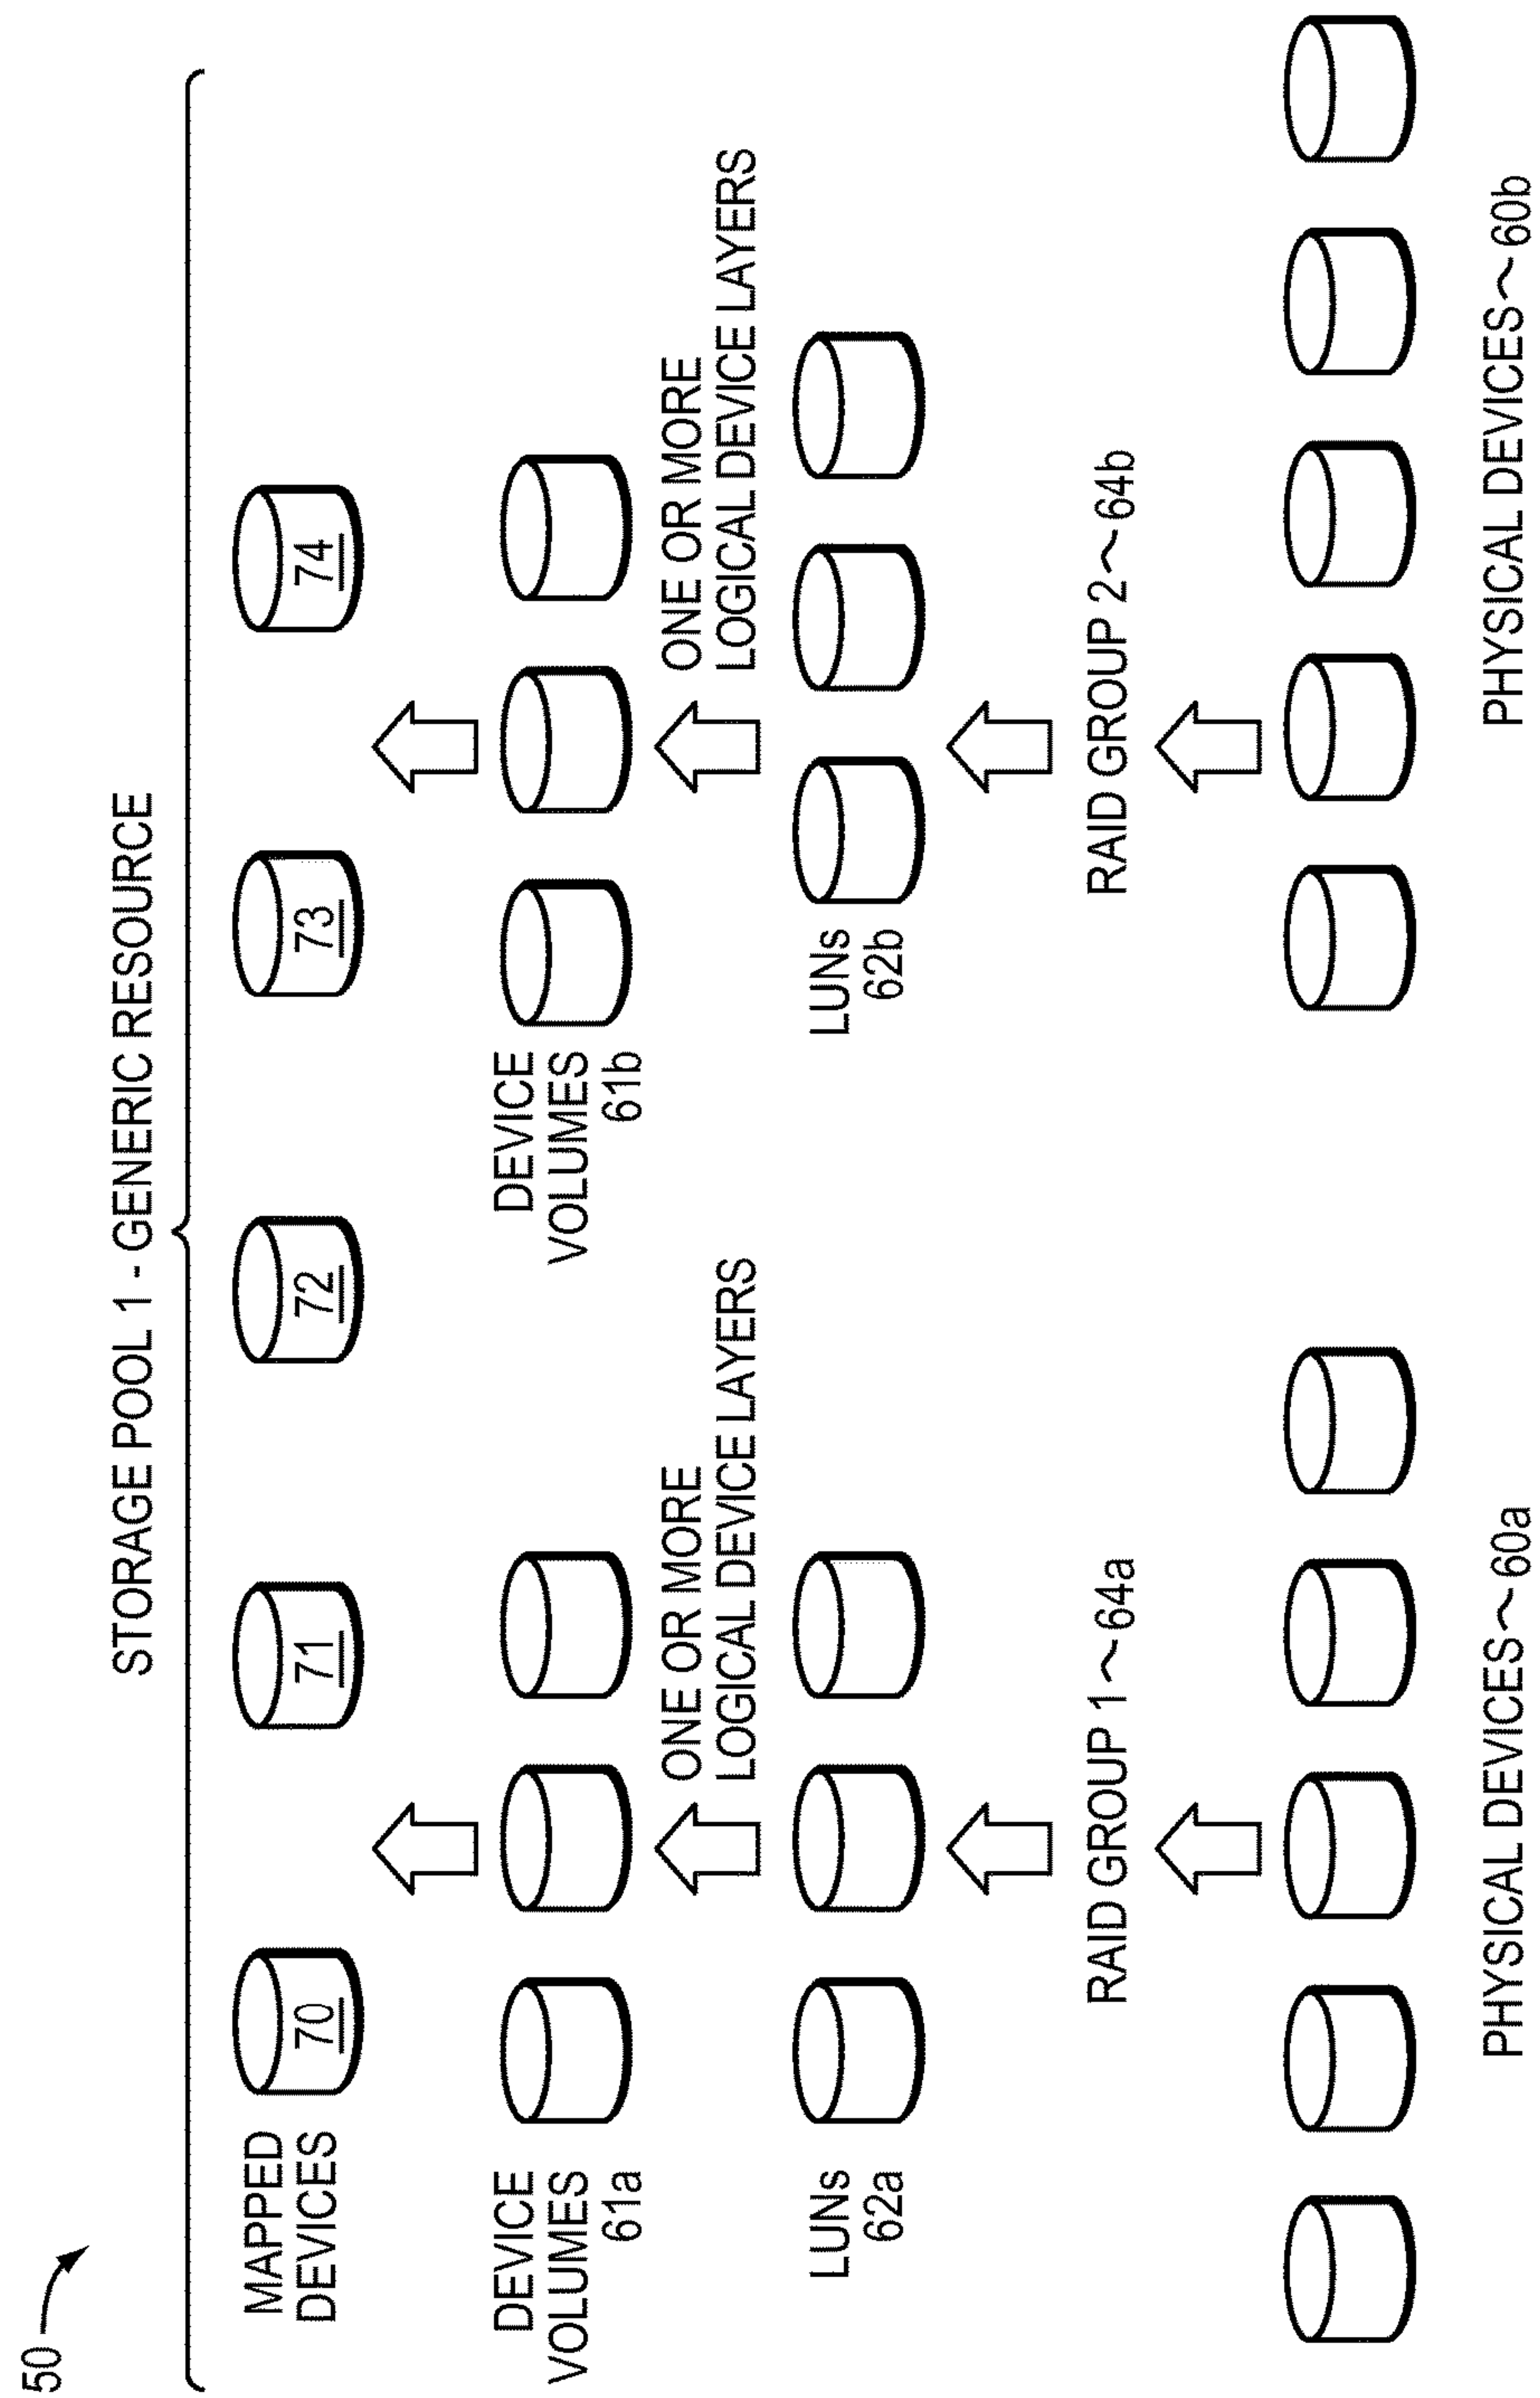 50
STORAGE POOL 1 - GENERIC RESOURCE
MAPPED
DEVICES
70
71
72
73
74
DEVICE
VOLUMES
61a
DEVICE
VOLUMES
61b
ONE OR MORE
LOGICAL DEVICE LAYERS
ONE OR MORE
LOGICAL DEVICE LAYERS
LUNs
62a
LUNs
62b
RAID GROUP 1~64a
RAID GROUP 2~64b
PHYSICAL DEVICES~60a
PHYSICAL DEVICES~60b